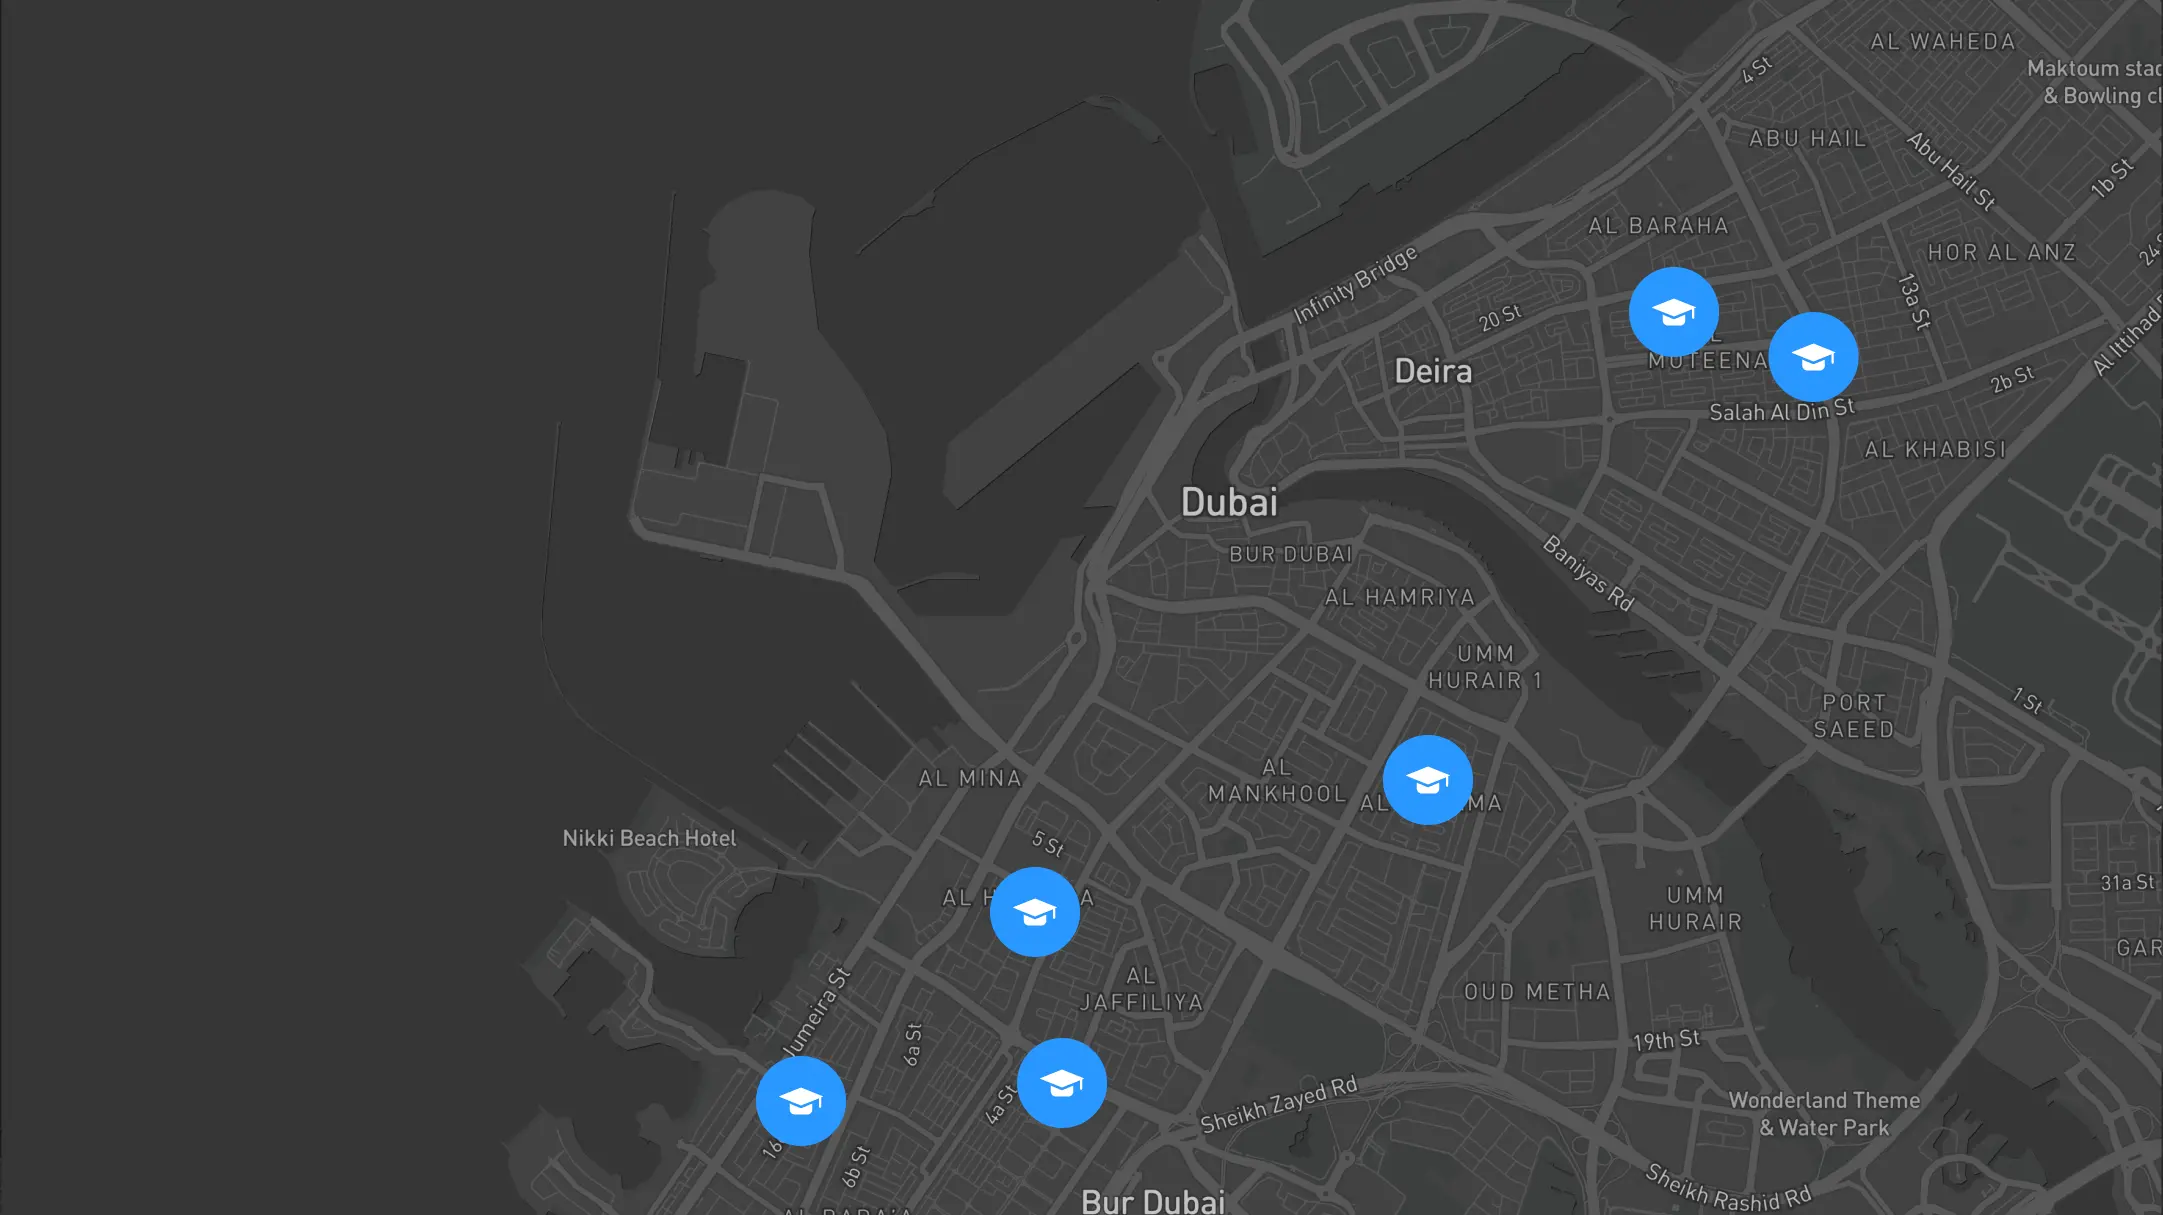 AL WAHEDA
4 St
Maktoum stad
& Bowling cl
ABU HAIL
Abu Hail St
1b St
AL BARAHA
HOR AL ANZ
24 S
Infinity Bridge
20 St
13a St
Al Ittihad
Deira
MUTEENA
2b St
Salah Al Din St
AL KHABISI
Dubai
BUR DUBAI
Baniyas Rd
AL HAMRIYA
UMM
HURAIR 1
1 St
PORT
SAEED
AL MINA
AL
MANKHOOL
AL
MA
Nikki Beach Hotel
5 St
AL H
A
31a St
UMM
HURAIR
GAR
AL
JAFFILIYA
OUD METHA
Jumeira St
6a St
19th St
4a St
Sheikh Zayed Rd
Wonderland Theme
& Water Park
16
6b St
Sheikh Rashid Rd
Bur Dubai